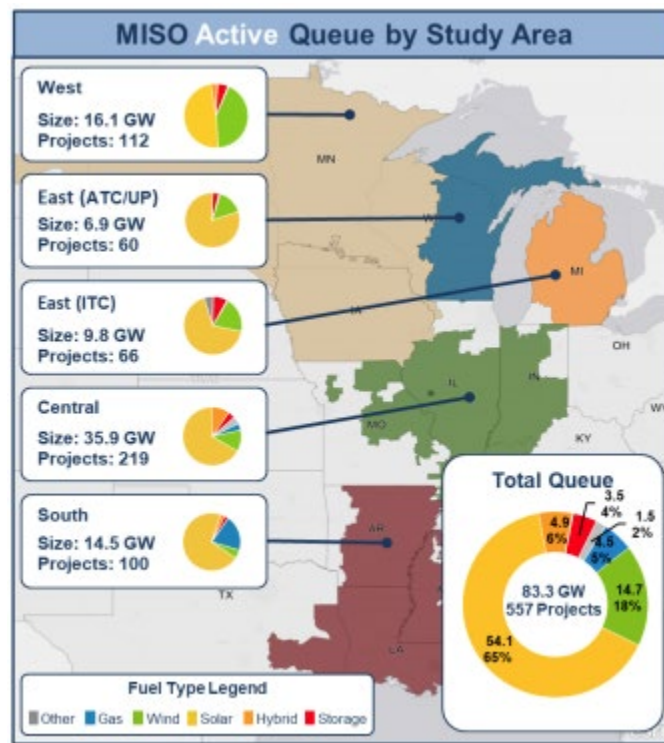 MISO Active Queue by Study Area
West
Size: 16.1 GW
Projects: 112
East (ATC/UP)
Size: 6.9 GW
Projects: 60
East (ITC)
Size: 9.8 GW
Projects: 66
Central
Size: 35.9 GW
Projects: 219
South
Size: 14.5 GW
Projects: 100
MN
IA
MI
OH
IL
IN
MO
KY
AR
TX
LA
Total Queue
3.5
4%
1.5
2%
4.9
6%
4.5
5%
14.7
18%
83.3 GW
557 Projects
54.1
65%
Fuel Type Legend
Other Gas Wind Solar Hybrid Storage